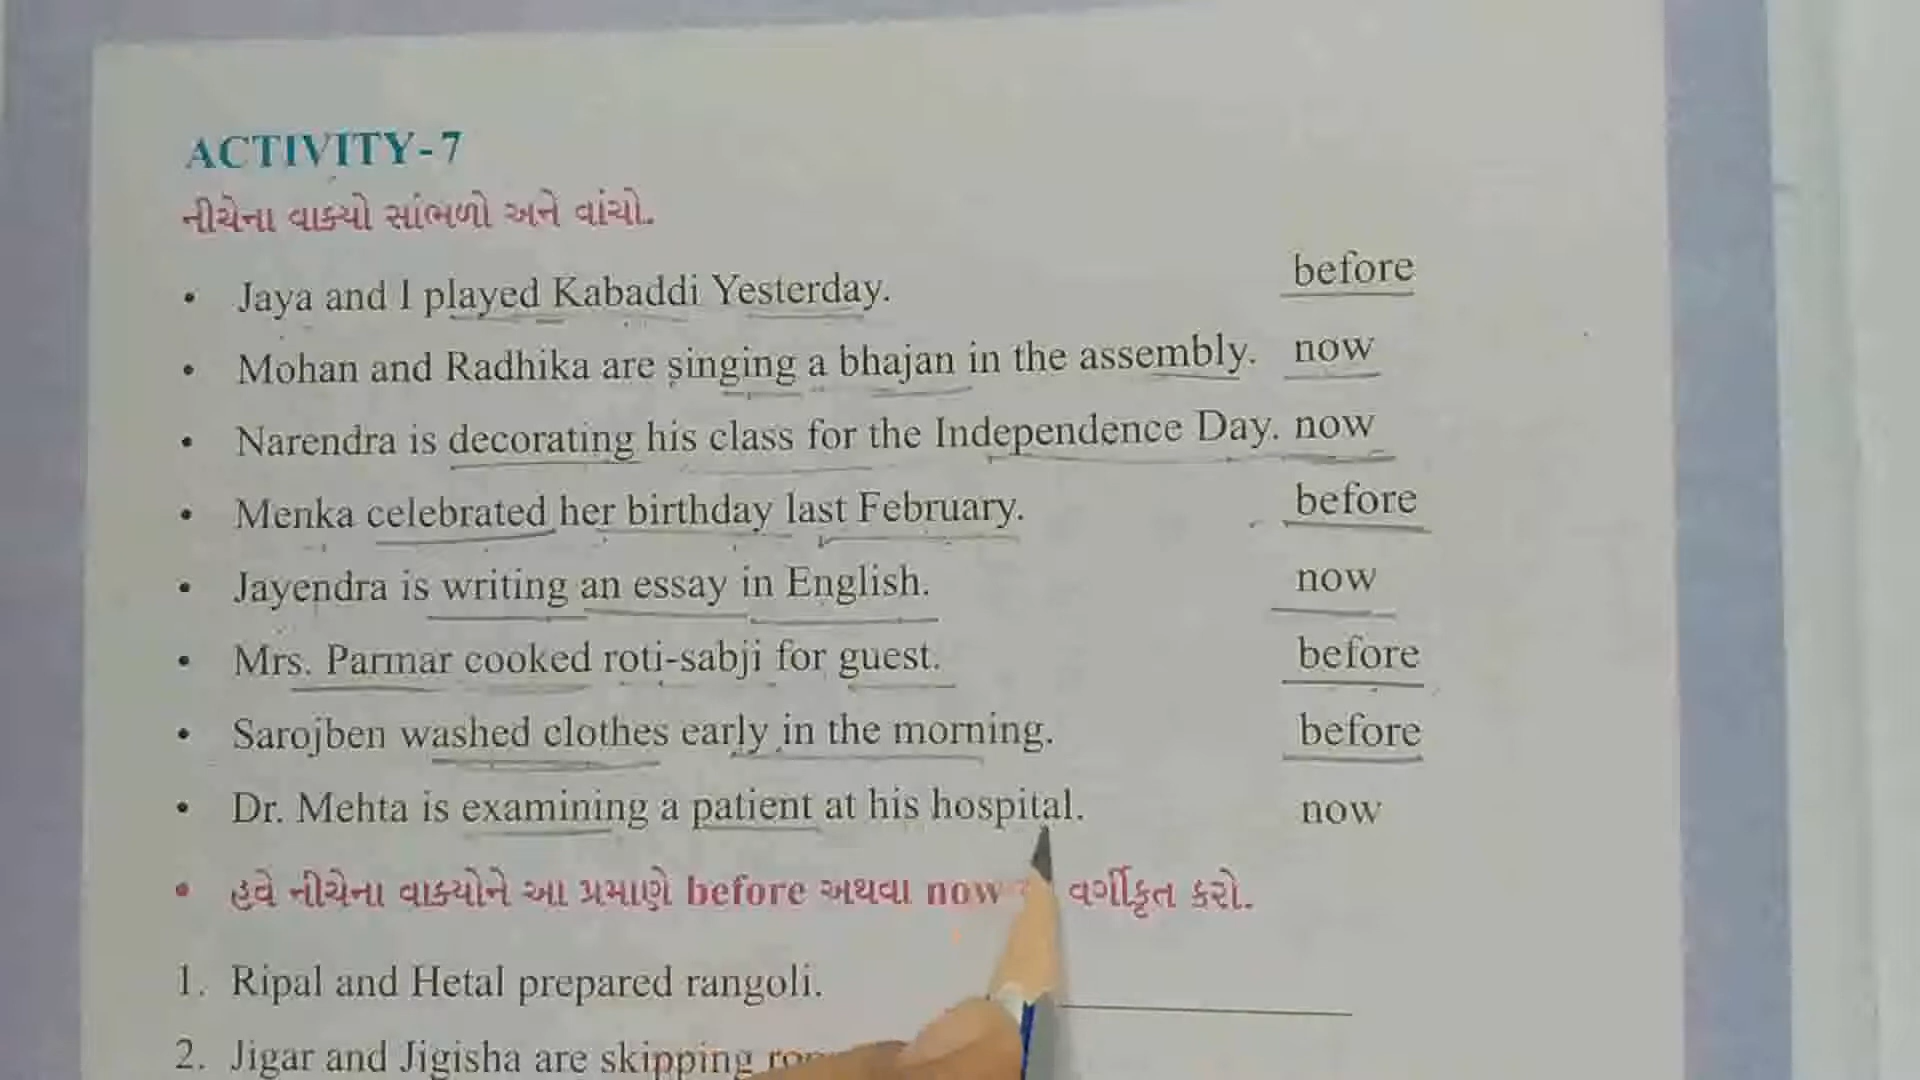 ACTIVITY-7
નીચેના વાક્યો સાંભળો અને વાંચો.
• Jaya and I played Kabaddi Yesterday. before
• Mohan and Radhika are singing a bhajan in the assembly. now
• Narendra is decorating his class for the Independence Day. now
• Menka celebrated her birthday last February. before
• Jayendra is writing an essay in English. now
• Mrs. Parmar cooked roti-sabji for guest. before
• Sarojben washed clothes early in the morning. before
• Dr. Mehta is examining a patient at his hospital. now
• હવે નીચેના વાક્યોને આ પ્રમાણે before અથવા now વર્ગીકૃત કરો.
1. Ripal and Hetal prepared rangoli.
2. Jigar and Jigisha are skipping